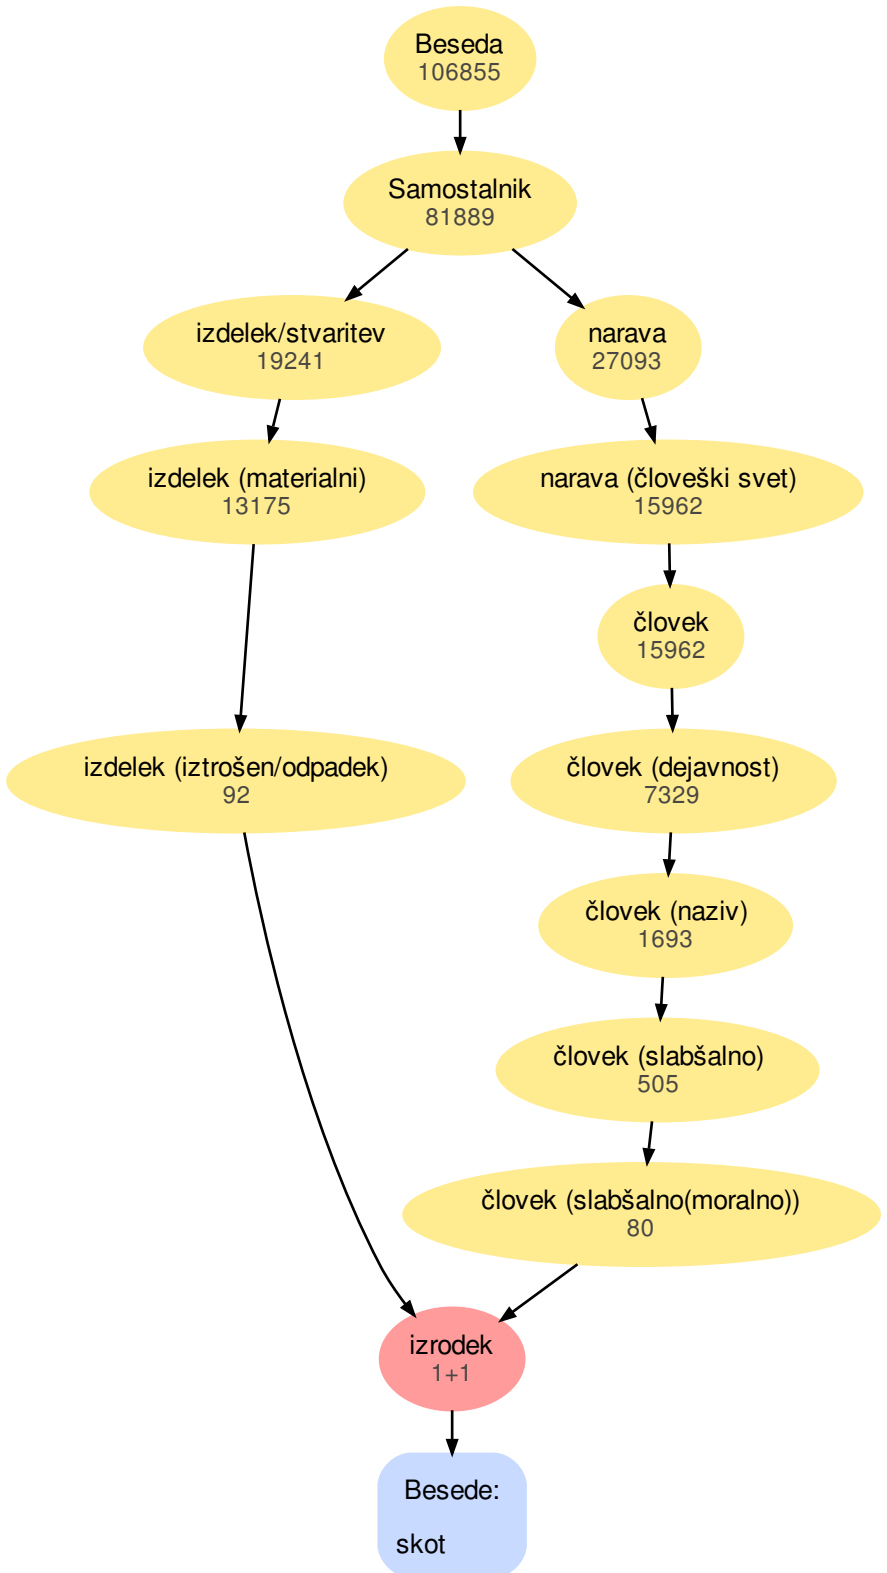 Beseda
106855
Samostalnik
81889
izdelek/stvaritev
19241
narava
27093
izdelek (materialni)
13175
narava (človeški svet)
15962
človek
15962
izdelek (iztrošen/odpadek)
92
človek (dejavnost)
7329
človek (naziv)
1693
človek (slabšalno)
505
človek (slabšalno(moralno))
80
izrodek
1+1
Besede:
skot